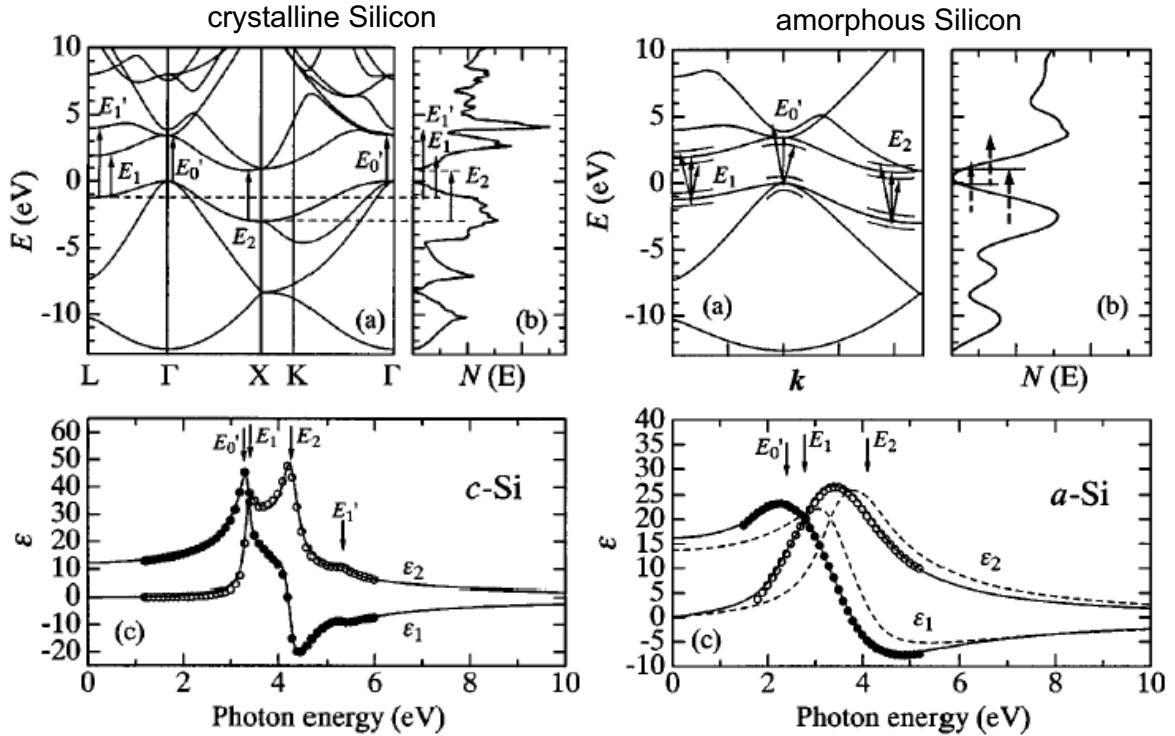 crystalline Silicon
amorphous Silicon
10
5
0
-5
-10
E (eV)
E₁'
E₁
E₀'
E₂
E₀'
(a)
L Γ X K Γ
E₁'
E₁
E₂
(b)
N (E)
10
5
0
-5
-10
E (eV)
E₀'
E₂
E₁
(a)
k
(b)
N (E)
60
50
40
30
20
10
0
-10
-20
ε
E₀' E₁ E₂
c-Si
E₁'
ε₂
ε₁
(c)
0 2 4 6 8 10
Photon energy (eV)
40
35
30
25
20
15
10
5
0
-5
-10
ε
E₀' E₁ E₂
a-Si
ε₂
ε₁
(c)
0 2 4 6 8 10
Photon energy (eV)